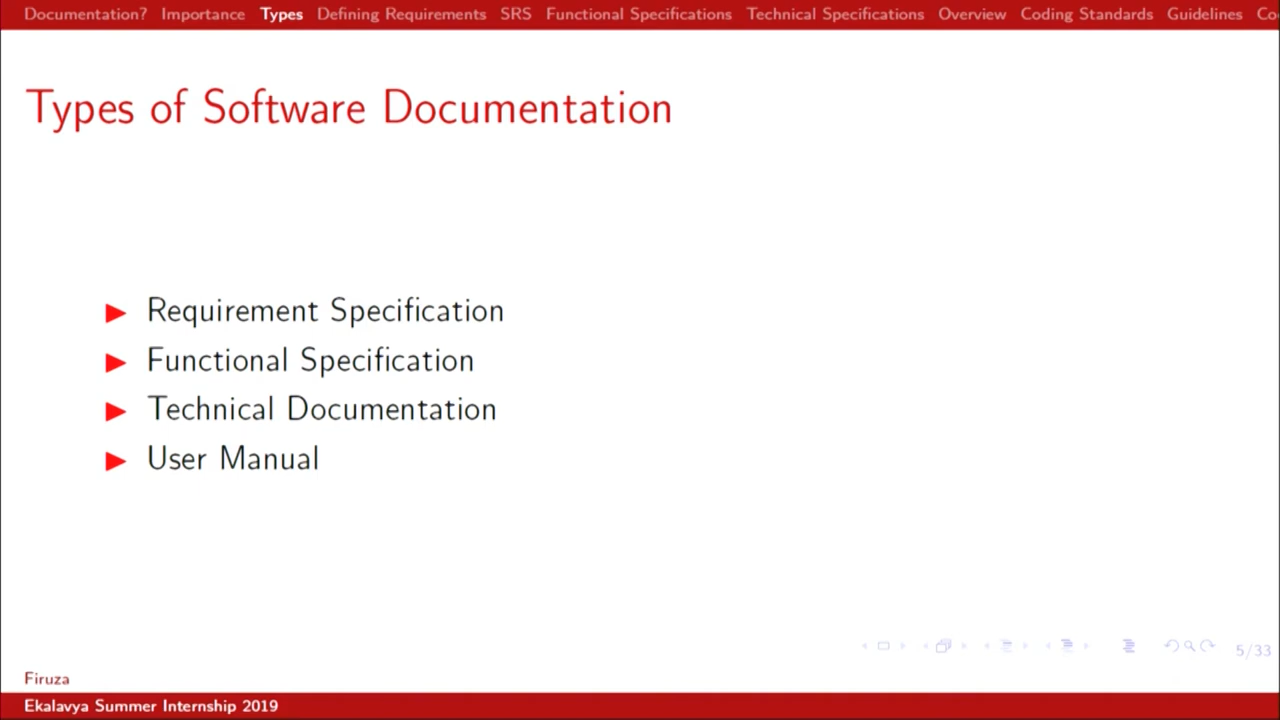 Documentation? Importance Types Defining Requirements SRS Functional Specifications Technical Specifications Overview Coding Standards Guidelines
Types of Software Documentation
Requirement Specification
Functional Specification
Technical Documentation
User Manual
5/33
Firuza
Ekalavya Summer Internship 2019